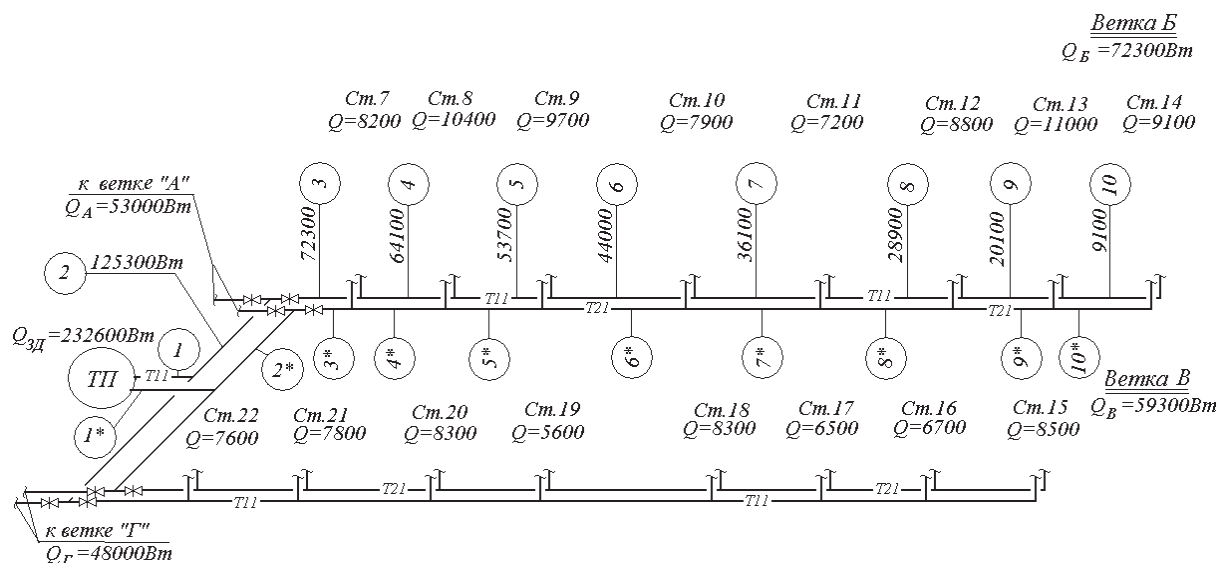 Ветка Б
QБ =72300Вт
Ст.7
Q=8200
Ст.8
Q=10400
Ст.9
Q=9700
Ст.10
Q=7900
Ст.11
Q=7200
Ст.12
Q=8800
Ст.13
Q=11000
Ст.14
Q=9100
к ветке "А"
QА=53000Вт
3
4
5
6
7
8
9
10
72300
64100
53700
44000
36100
28900
20100
9100
2
125300Вт
Т11
Т21
Т11
Т21
QЗД=232600Вт
1
ТП
Т11
1*
2*
3*
4*
5*
6*
7*
8*
9*
10*
Ветка В
QВ =59300Вт
Ст.22
Q=7600
Ст.21
Q=7800
Ст.20
Q=8300
Ст.19
Q=5600
Ст.18
Q=8300
Ст.17
Q=6500
Ст.16
Q=6700
Ст.15
Q=8500
Т11
Т21
Т11
Т21
к ветке "Г"
QГ =48000Вт